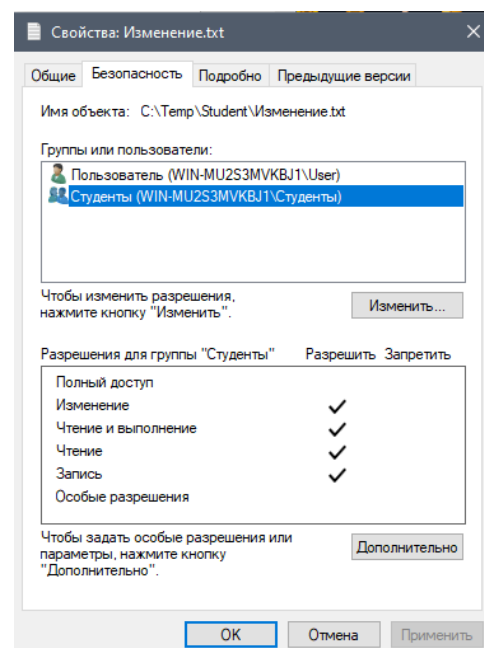 Свойства: Изменение.txt
Общие Безопасность Подробно Предыдущие версии
Имя объекта: C:\Temp\Student\Изменение.txt
Группы или пользователи:
Пользователь (WIN-MU2S3MVKBJ1\User)
Студенты (WIN-MU2S3MVKBJ1\Студенты)
Чтобы изменить разрешения,
нажмите кнопку "Изменить".
Изменить...
Разрешения для группы "Студенты" Разрешить Запретить
Полный доступ
Изменение
Чтение и выполнение
Чтение
Запись
Особые разрешения
Чтобы задать особые разрешения или
параметры, нажмите кнопку
"Дополнительно".
Дополнительно
OK Отмена Применить